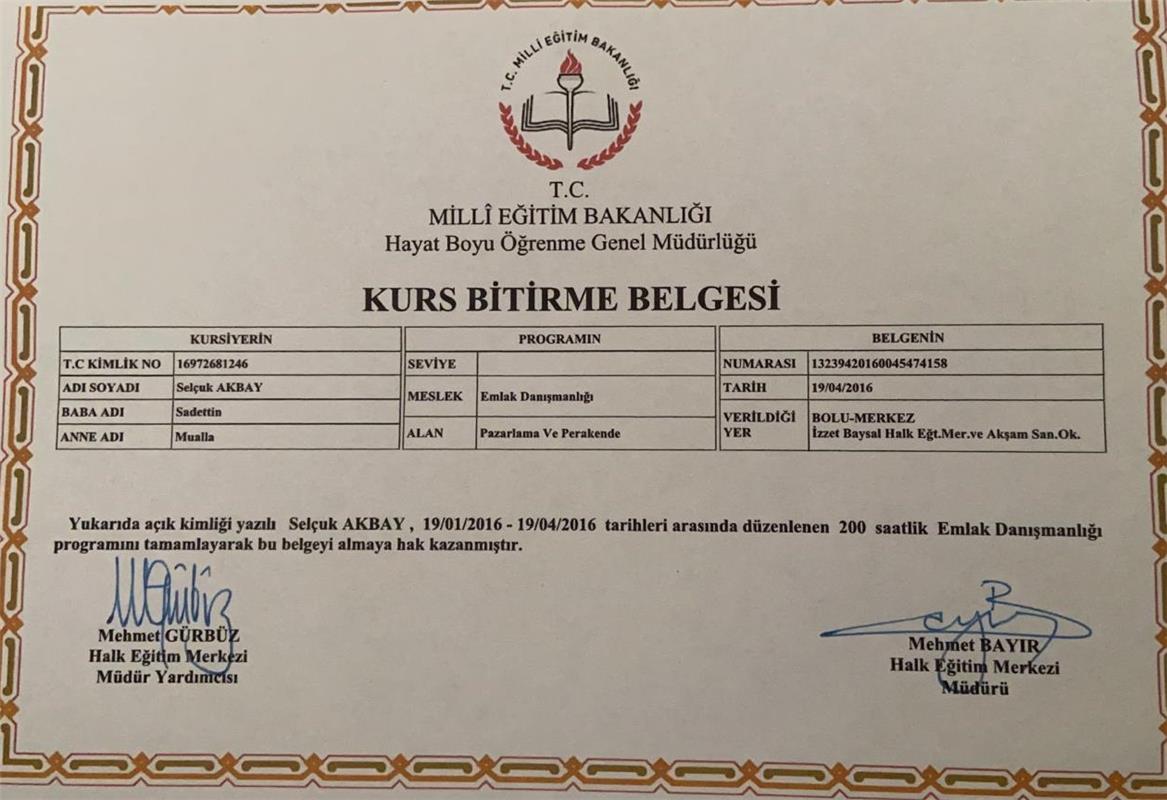 T.C. MİLLÎ EĞİTİM BAKANLIĞI
T.C.
MİLLÎ EĞİTİM BAKANLIĞI
Hayat Boyu Öğrenme Genel Müdürlüğü
KURS BİTİRME BELGESİ
KURSİYERİN
T.C KİMLİK NO 16972681246
ADI SOYADI Selçuk AKBAY
BABA ADI Sadettin
ANNE ADI Mualla
PROGRAMIN
SEVİYE
MESLEK Emlak Danışmanlığı
ALAN Pazarlama Ve Perakende
BELGENİN
NUMARASI 13239420160045474158
TARİH 19/04/2016
VERİLDİĞİ YER BOLU-MERKEZ
İzzet Baysal Halk Eğt.Mer.ve Akşam San.Ok.
Yukarıda açık kimliği yazılı Selçuk AKBAY , 19/01/2016 - 19/04/2016 tarihleri arasında düzenlenen 200 saatlik Emlak Danışmanlığı
programını tamamlayarak bu belgeyi almaya hak kazanmıştır.
Mehmet GÜRBÜZ
Halk Eğitim Merkezi
Müdür Yardımcısı
Mehmet BAYIR
Halk Eğitim Merkezi
Müdürü